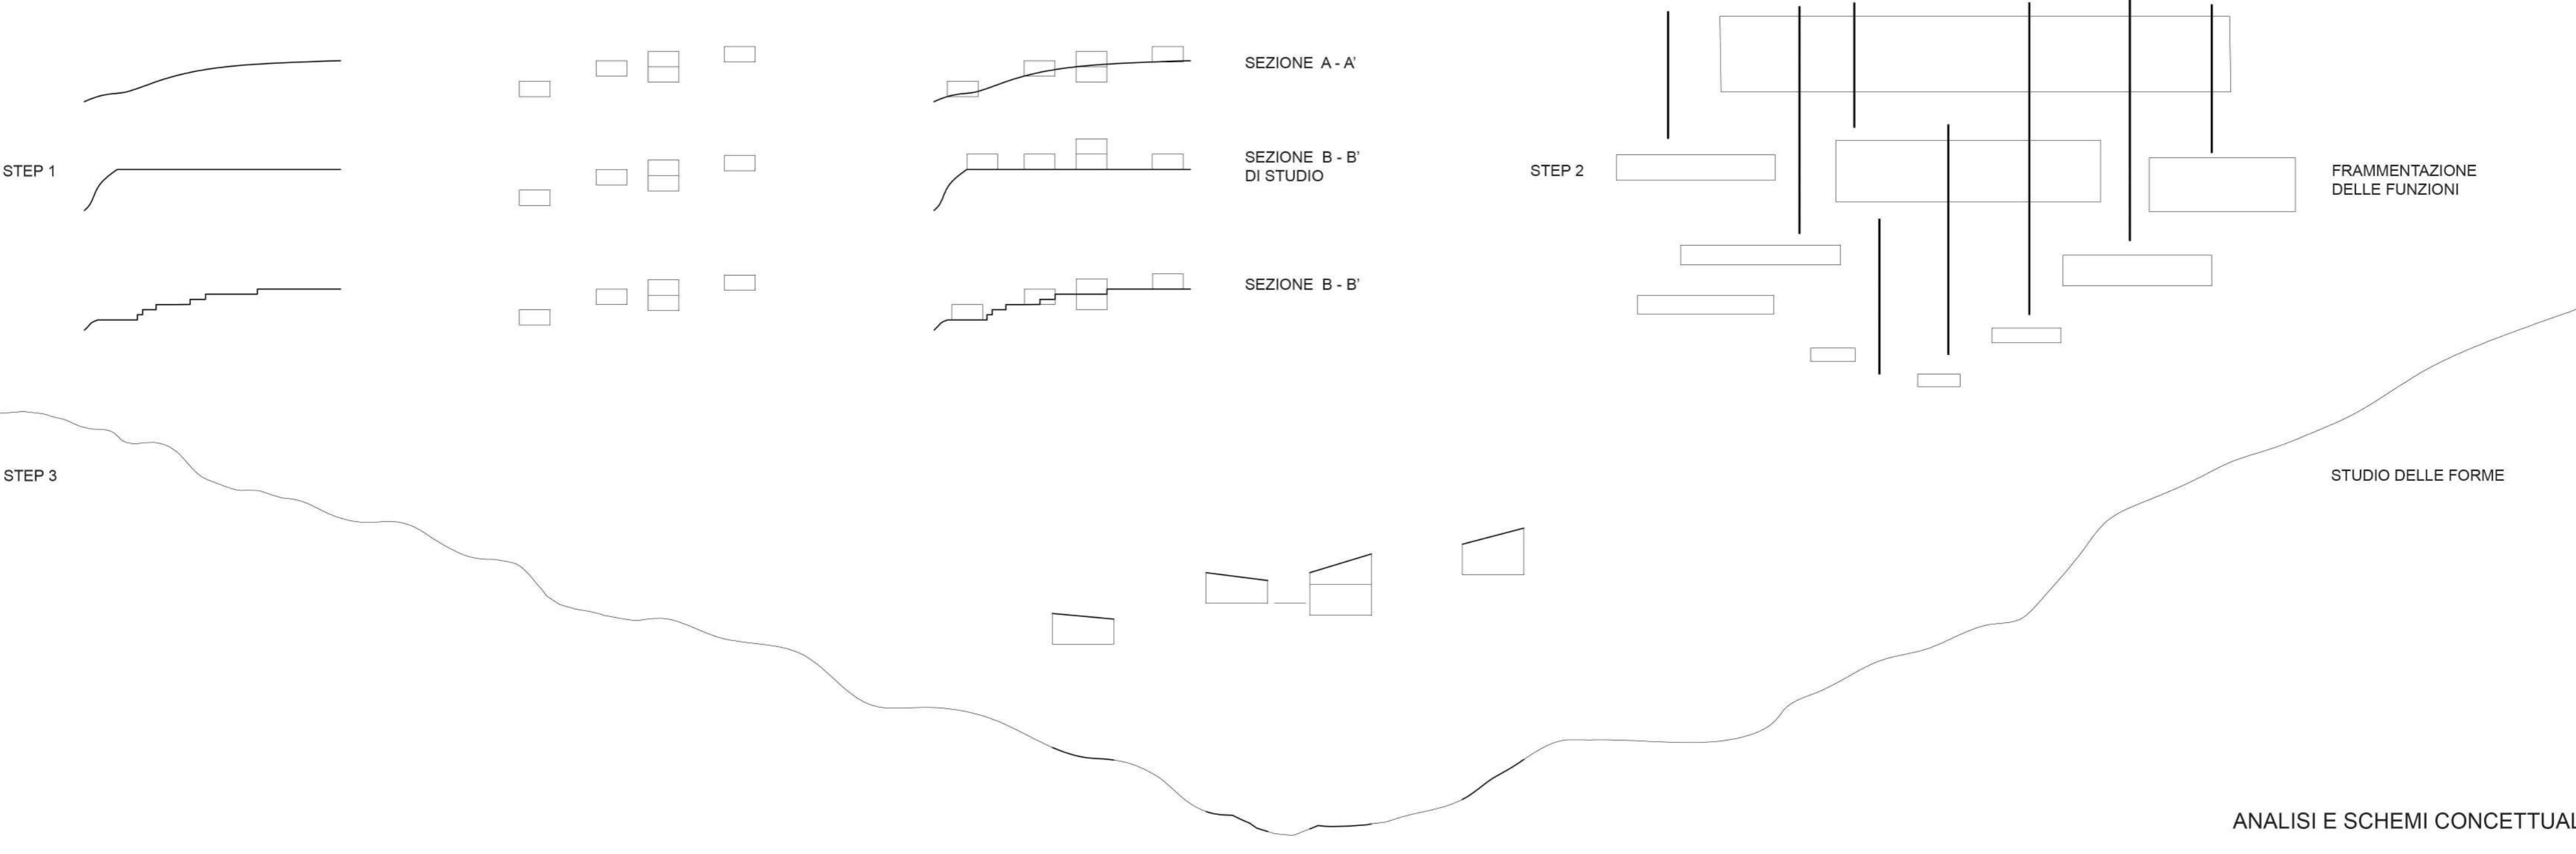 SEZIONE A - A'
STEP 1
SEZIONE B - B'
DI STUDIO
SEZIONE B - B'
STEP 2
FRAMMENTAZIONE
DELLE FUNZIONI
STEP 3
STUDIO DELLE FORME
ANALISI E SCHEMI CONCETTUAL